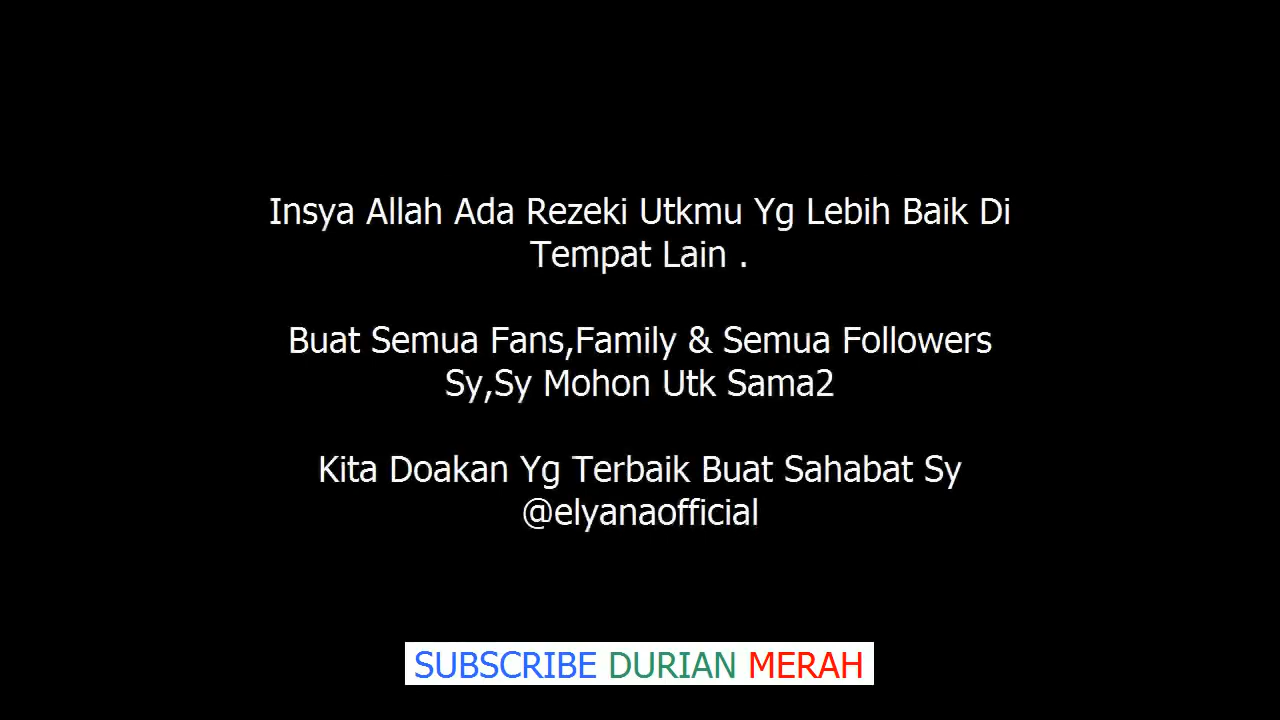 Insya Allah Ada Rezeki Utkmu Yg Lebih Baik Di
Tempat Lain .
Buat Semua Fans,Family & Semua Followers
Sy,Sy Mohon Utk Sama2
Kita Doakan Yg Terbaik Buat Sahabat Sy
@elyanaofficial
SUBSCRIBE DURIAN MERAH